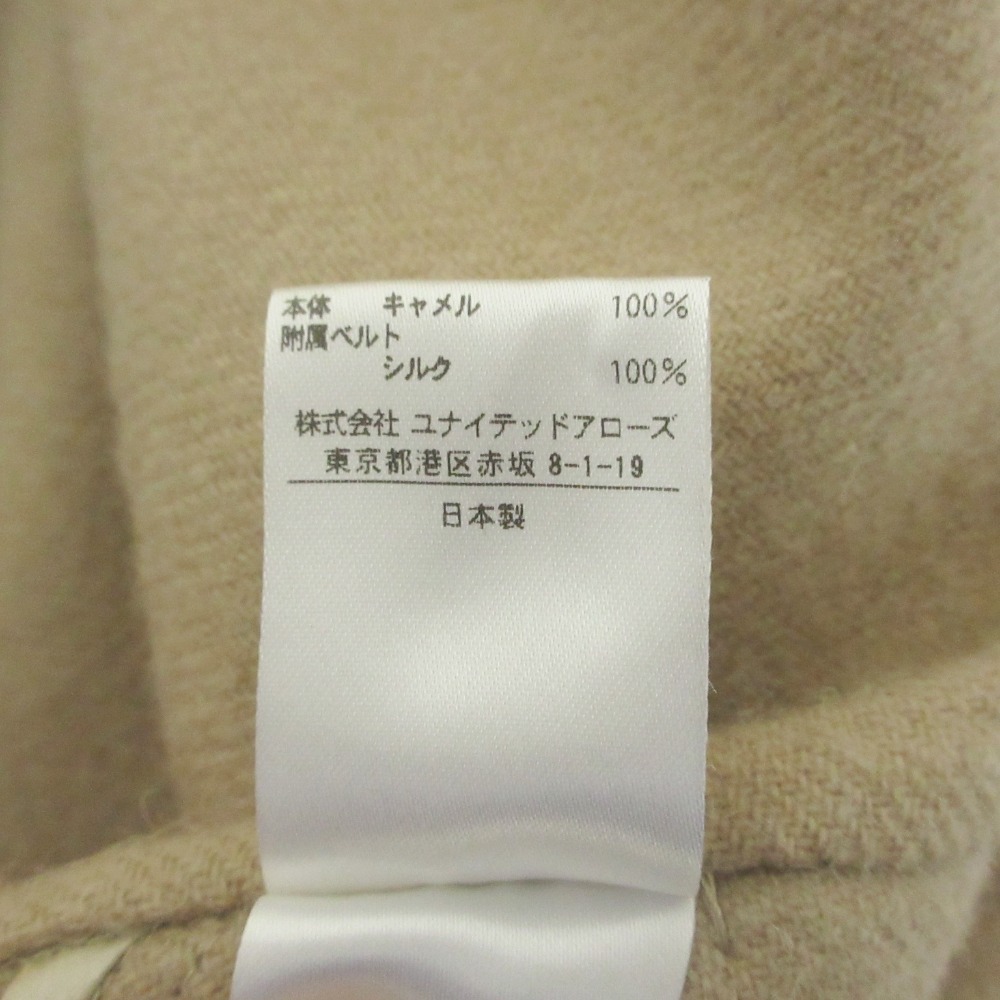 本体 キャメル 100%
附属ベルト
シルク 100%
株式会社 ユナイテッドアローズ
東京都港区赤坂 8-1-19
日本製